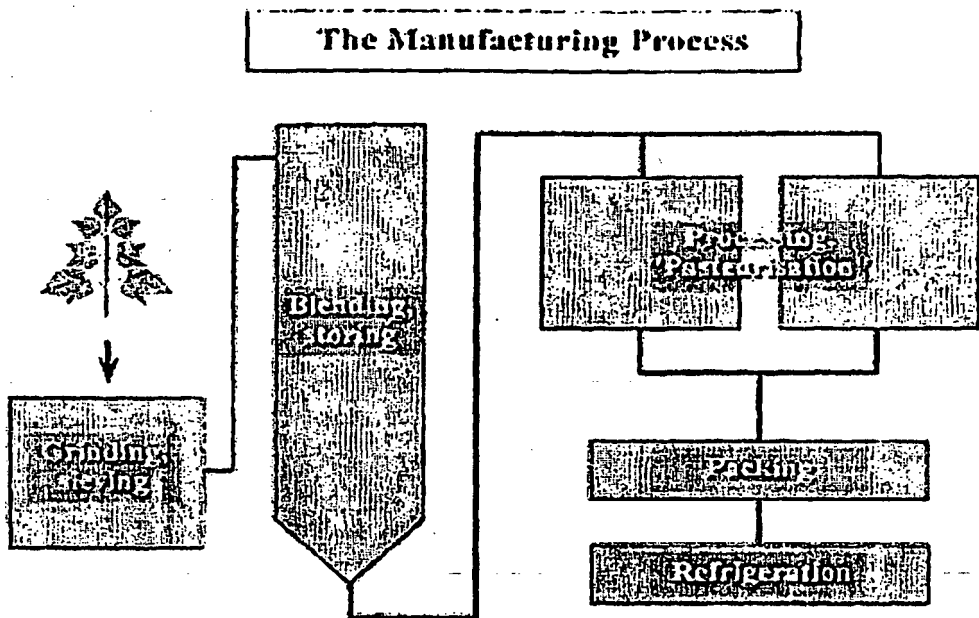 The Manufacturing Process
Grinding,
sieving
Blending,
storing
Processing,
Pasteurisation
Packing
Refrigeration